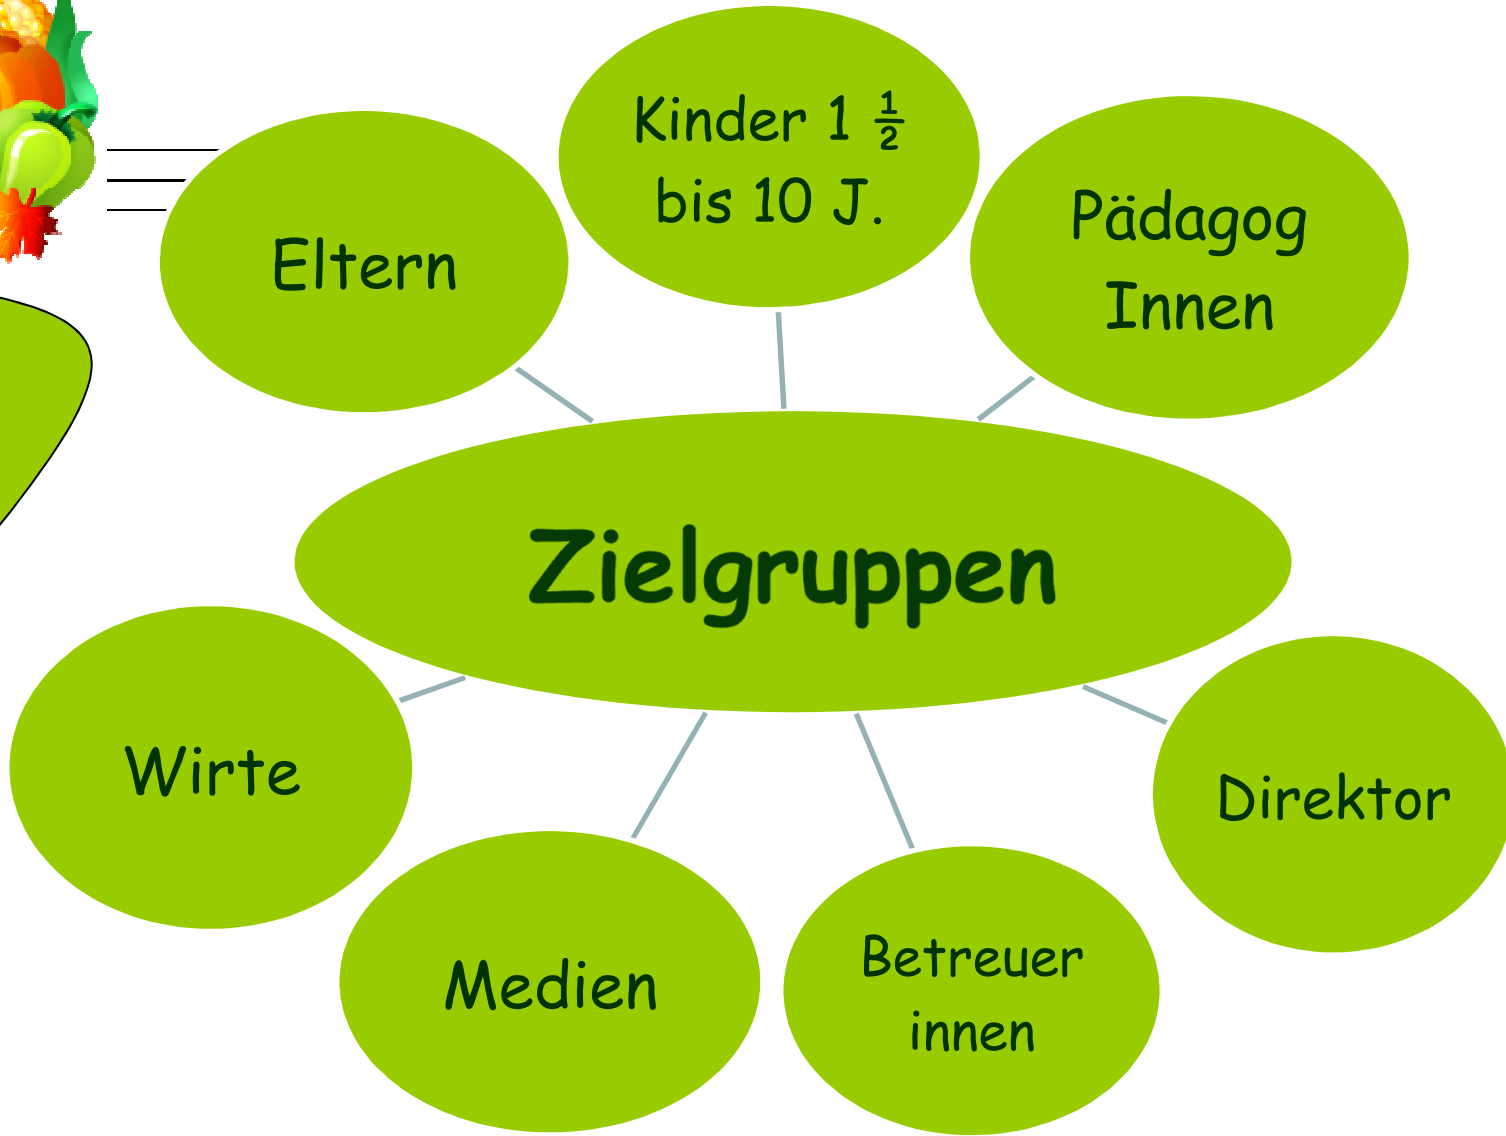 Kinder 1 ½
bis 10 J.
Eltern
Pädagog
Innen
Zielgruppen
Wirte
Direktor
Medien
Betreuer
innen